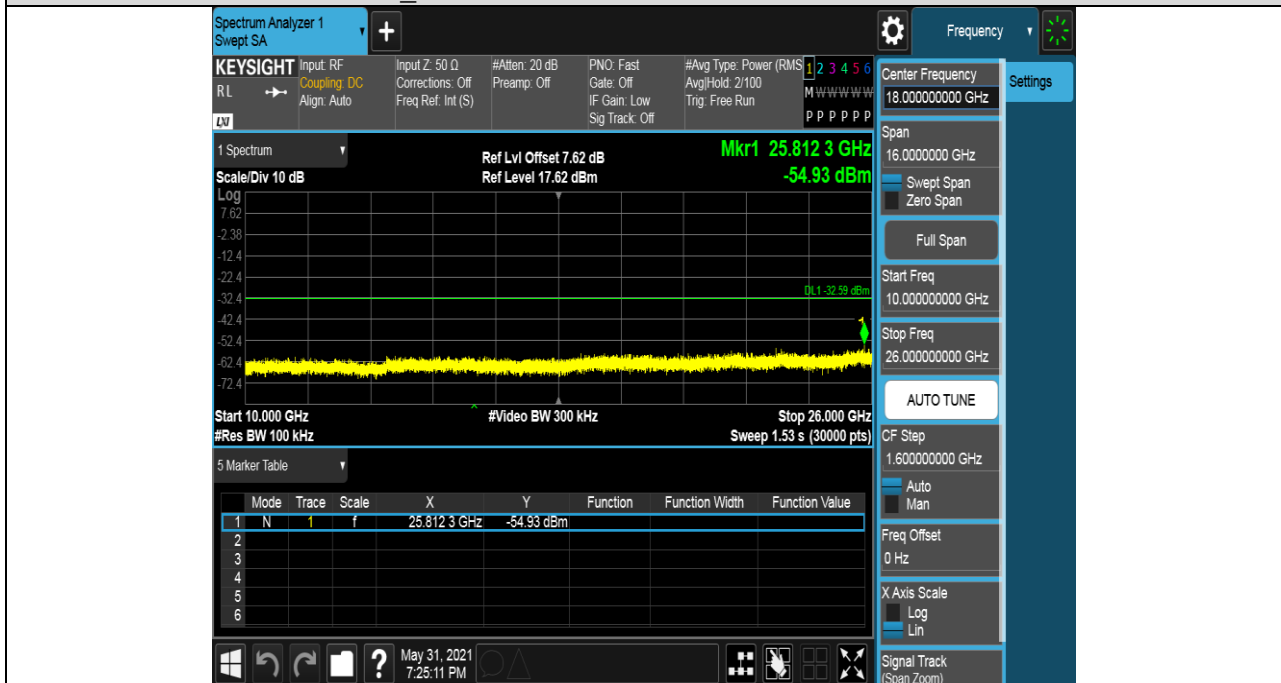 Spectrum Analyzer 1
Swept SA
Frequency
KEYSIGHT
RL
LXI
Input: RF
Coupling: DC
Align: Auto
Input Z: 50 Ω
Corrections: Off
Freq Ref: Int (S)
#Atten: 20 dB
Preamp: Off
PNO: Fast
Gate: Off
IF Gain: Low
Sig Track: Off
#Avg Type: Power (RMS
Avg|Hold: 2/100
Trig: Free Run
1 2 3 4 5 6
M W W W W W
P P P P P P
1 Spectrum
Scale/Div 10 dB
Ref Lvl Offset 7.62 dB
Ref Level 17.62 dBm
Mkr1 25.812 3 GHz
-54.93 dBm
Log
7.62
-2.38
-12.4
-22.4
-32.4
-42.4
-52.4
-62.4
-72.4
DL1 -32.59 dBm
1
Start 10.000 GHz
#Res BW 100 kHz
#Video BW 300 kHz
Stop 26.000 GHz
Sweep 1.53 s (30000 pts)
5 Marker Table
Mode Trace Scale X Y Function Function Width Function Value
1 N 1 f 25.812 3 GHz -54.93 dBm
2
3
4
5
6
May 31, 2021
7:25:11 PM
Center Frequency
18.000000000 GHz
Settings
Span
16.0000000 GHz
Swept Span
Zero Span
Full Span
Start Freq
10.000000000 GHz
Stop Freq
26.000000000 GHz
AUTO TUNE
CF Step
1.600000000 GHz
Auto
Man
Freq Offset
0 Hz
X Axis Scale
Log
Lin
Signal Track
(Span Zoom)